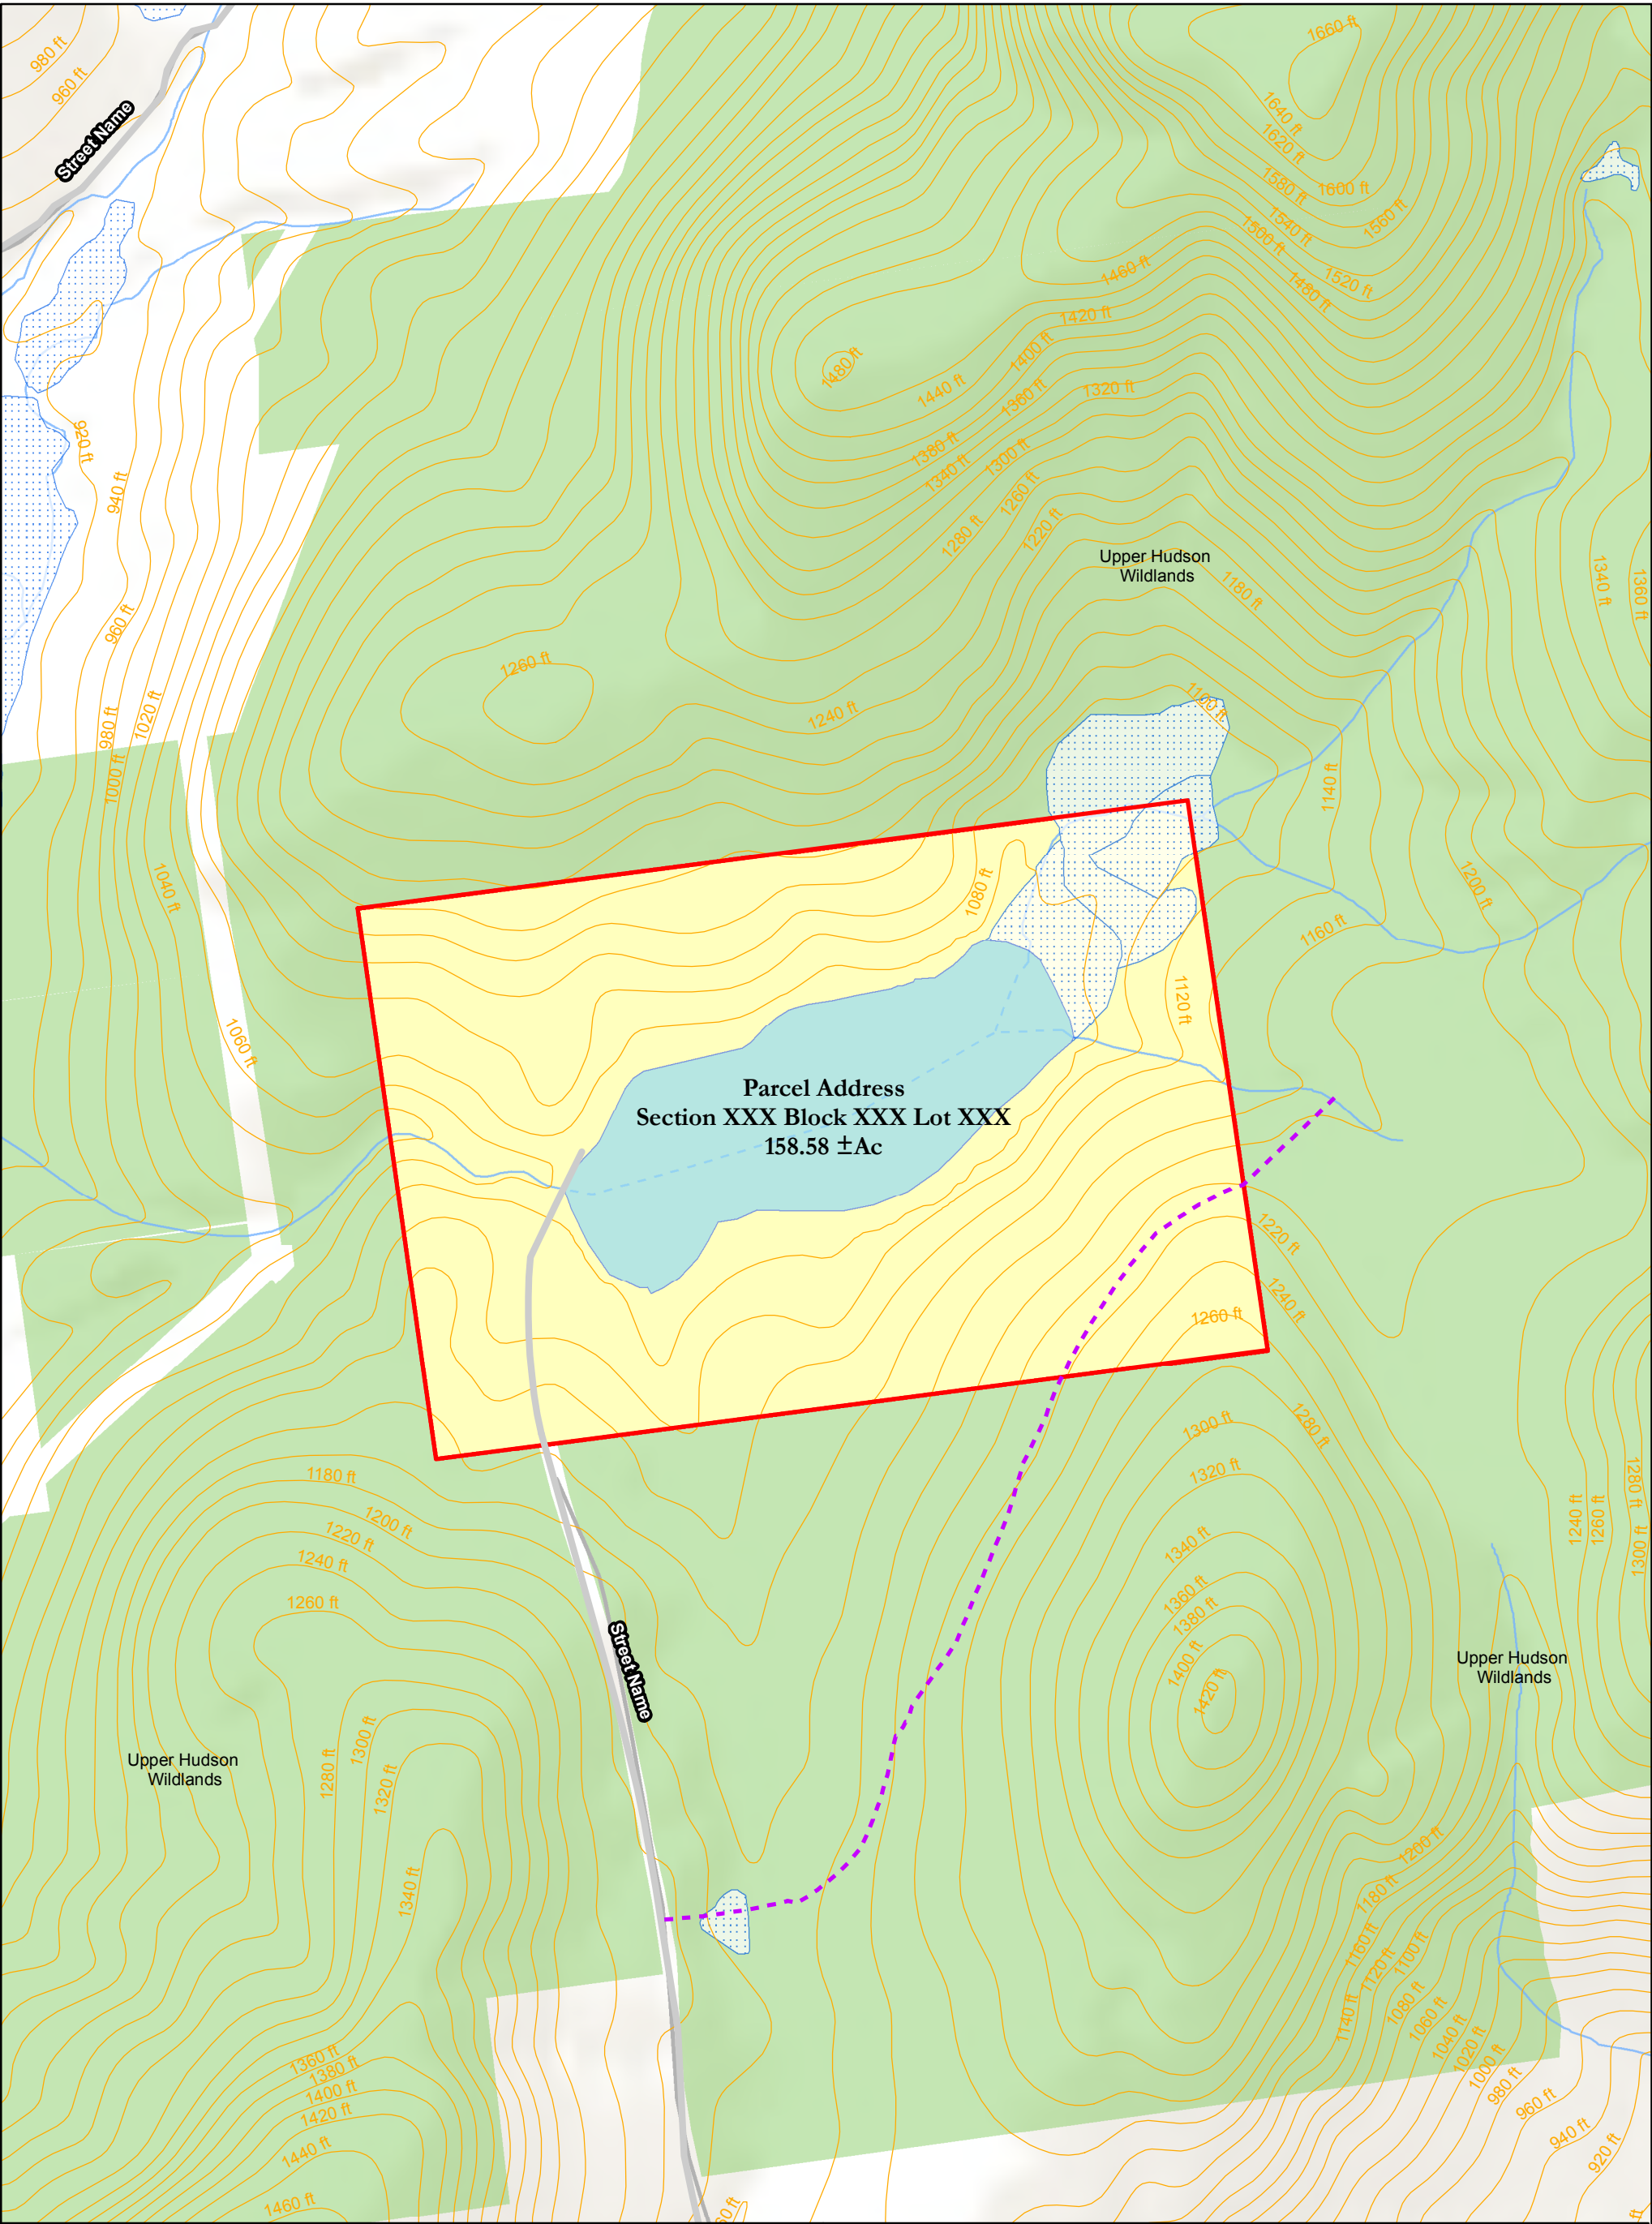 1660 ft
980 ft
960 ft
Street Name
1640 ft
1620 ft
1580 ft
1600 ft
1540 ft
1560 ft
1500 ft
1460 ft
1520 ft
1480 ft
1420 ft
1400 ft
1480 ft
1440 ft
1360 ft
1320 ft
920 ft
1380 ft
1300 ft
1340 ft
940 ft
1260 ft
1280 ft
1220 ft
Upper Hudson
Wildlands
1180 ft
1340 ft
1360 ft
960 ft
1260 ft
1100 ft
1020 ft
980 ft
1240 ft
1000 ft
1140 ft
1040 ft
1080 ft
1200 ft
1160 ft
1120 ft
1060 ft
Parcel Address
Section XXX Block XXX Lot XXX
158.58 ±Ac
1220 ft
1240 ft
1260 ft
1300 ft
1280 ft
1320 ft
1180 ft
1280 ft
1200 ft
1220 ft
1240 ft
1260 ft
1300 ft
1340 ft
1240 ft
1360 ft
1260 ft
1380 ft
Street Name
1400 ft
1420 ft
Upper Hudson
Wildlands
1300 ft
1280 ft
1320 ft
Upper Hudson
Wildlands
1340 ft
1200 ft
1180 ft
1160 ft
1100 ft
1120 ft
1140 ft
1080 ft
1060 ft
1040 ft
1020 ft
1000 ft
980 ft
960 ft
940 ft
920 ft
1360 ft
1380 ft
1400 ft
1420 ft
1440 ft
1460 ft